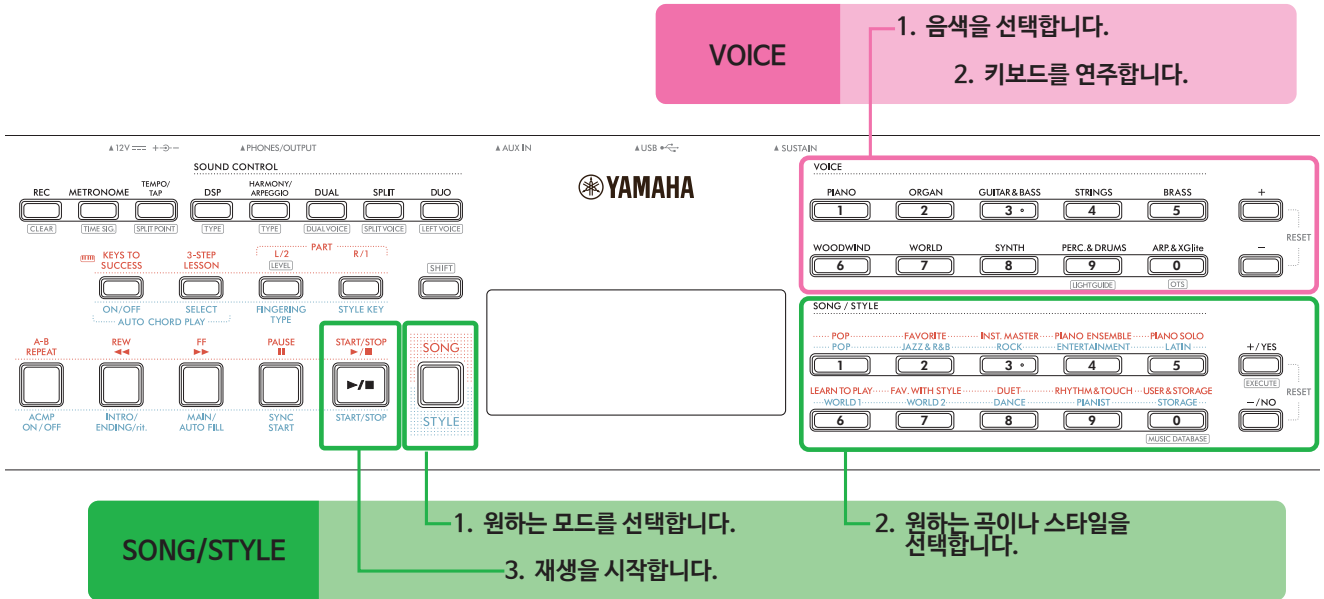 VOICE
1. 음색을 선택합니다.
2. 키보드를 연주합니다.
▲12V ▲PHONES/OUTPUT ▲AUX IN ▲USB ▲SUSTAIN
SOUND CONTROL
REC METRONOME TEMPO/TAP DSP HARMONY/ARPEGGIO DUAL SPLIT DUO
CLEAR TIME SIG. SPLIT POINT TYPE TYPE DUAL VOICE SPLIT VOICE LEFT VOICE
YAMAHA
PART
KEYS TO SUCCESS 3-STEP LESSON L/2 R/1
LEVEL SHIFT
ON/OFF SELECT FINGERING TYPE STYLE KEY
AUTO CHORD PLAY
A-B REPEAT REW ◀◀ FF ▶▶ PAUSE ❚❚ START/STOP ▶/■ SONG
▶/■
ACMP ON/OFF INTRO/ENDING/rit. MAIN/AUTO FILL SYNC START START/STOP STYLE
VOICE
PIANO ORGAN GUITAR & BASS STRINGS BRASS +
1 2 3 4 5
RESET
WOODWIND WORLD SYNTH PERC. & DRUMS ARP. & XGlite −
6 7 8 9 0
LIGHTGUIDE OTS
SONG / STYLE
POP FAVORITE INST. MASTER PIANO ENSEMBLE PIANO SOLO
POP JAZZ & R&B ROCK ENTERTAINMENT LATIN +/YES
1 2 3 4 5
EXECUTE
RESET
LEARN TO PLAY FAV. WITH STYLE DUET RHYTHM & TOUCH USER & STORAGE
WORLD 1 WORLD 2 DANCE PIANIST STORAGE −/NO
6 7 8 9 0
MUSIC DATABASE
SONG/STYLE
1. 원하는 모드를 선택합니다.
3. 재생을 시작합니다.
2. 원하는 곡이나 스타일을
선택합니다.